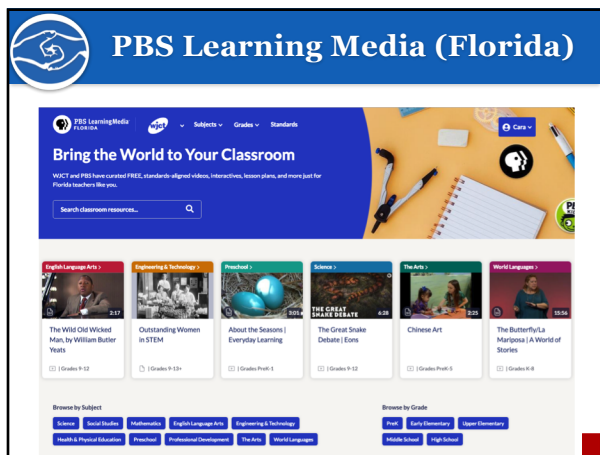 PBS Learning Media (Florida)
PBS LearningMedia
FLORIDA
wjct
Subjects
Grades
Standards
Cara
Bring the World to Your Classroom
WJCT and PBS have curated FREE, standards-aligned videos, interactives, lesson plans, and more just for
Florida teachers like you.
Search classroom resources...
English Language Arts >
Engineering & Technology >
Preschool >
Science >
The Arts >
World Languages >
2:17
3:01
THE GREAT
SNAKE DEBATE
6:28
2:25
15:56
The Wild Old Wicked
Man, by William Butler
Yeats
| Grades 9-12
Outstanding Women
in STEM
| Grades 9-13+
About the Seasons |
Everyday Learning
| Grades PreK-1
The Great Snake
Debate | Eons
| Grades 9-12
Chinese Art
| Grades PreK-5
The Butterfly/La
Mariposa | A World of
Stories
| Grades K-8
Browse by Subject
Science
Social Studies
Mathematics
English Language Arts
Engineering & Technology
Health & Physical Education
Preschool
Professional Development
The Arts
World Languages
Browse by Grade
PreK
Early Elementary
Upper Elementary
Middle School
High School